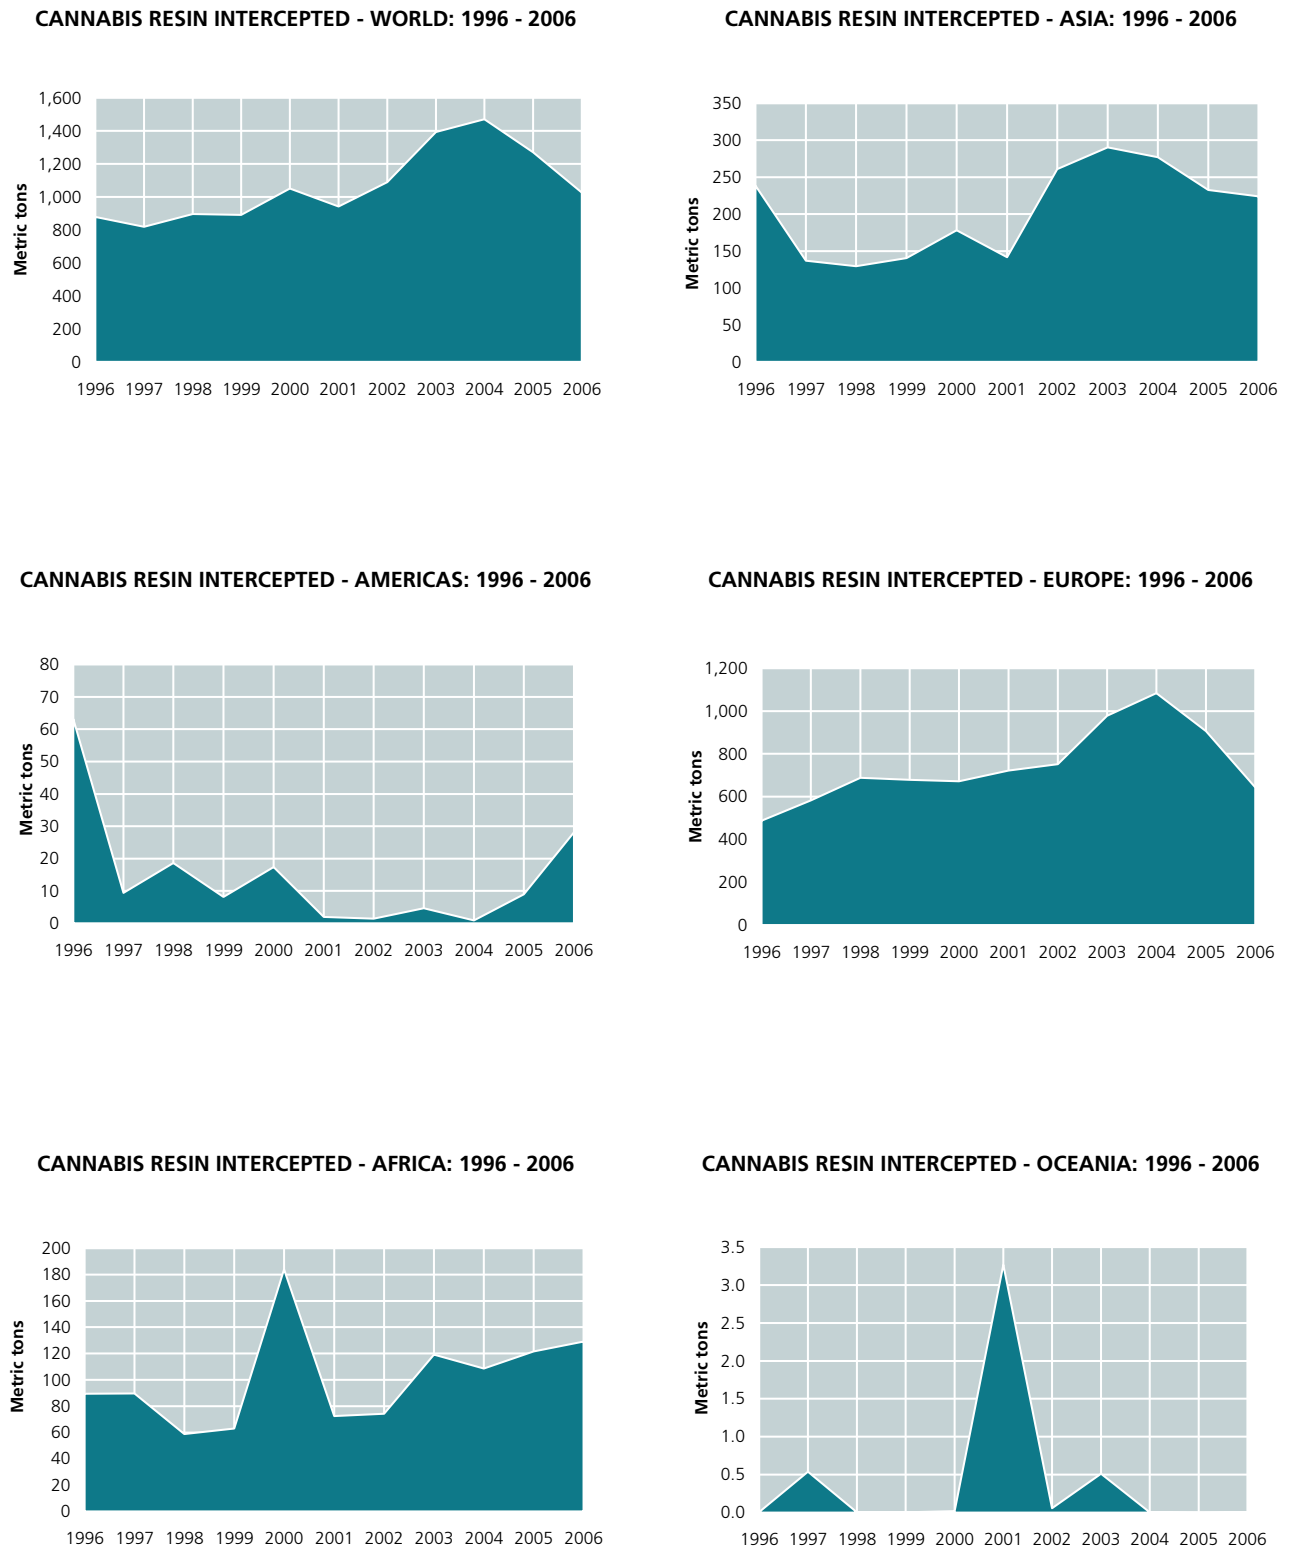 CANNABIS RESIN INTERCEPTED - WORLD: 1996 - 2006
Metric tons
1,600
1,400
1,200
1,000
800
600
400
200
0
1996 1997 1998 1999 2000 2001 2002 2003 2004 2005 2006
CANNABIS RESIN INTERCEPTED - ASIA: 1996 - 2006
Metric tons
350
300
250
200
150
100
50
0
1996 1997 1998 1999 2000 2001 2002 2003 2004 2005 2006
CANNABIS RESIN INTERCEPTED - AMERICAS: 1996 - 2006
Metric tons
80
70
60
50
40
30
20
10
0
1996 1997 1998 1999 2000 2001 2002 2003 2004 2005 2006
CANNABIS RESIN INTERCEPTED - EUROPE: 1996 - 2006
Metric tons
1,200
1,000
800
600
400
200
0
1996 1997 1998 1999 2000 2001 2002 2003 2004 2005 2006
CANNABIS RESIN INTERCEPTED - AFRICA: 1996 - 2006
Metric tons
200
180
160
140
120
100
80
60
40
20
0
1996 1997 1998 1999 2000 2001 2002 2003 2004 2005 2006
CANNABIS RESIN INTERCEPTED - OCEANIA: 1996 - 2006
Metric tons
3.5
3.0
2.5
2.0
1.5
1.0
0.5
0.0
1996 1997 1998 1999 2000 2001 2002 2003 2004 2005 2006